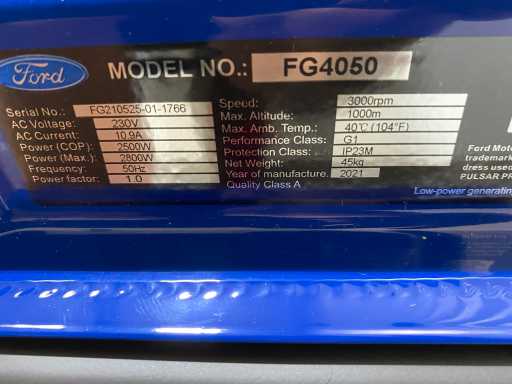 Ford
MODEL NO.: FG4050
Serial No.: FG210525-01-1766
AC Voltage: 230V
AC Current: 10.9A
Power (COP): 2500W
Power (Max.): 2800W
Frequency: 50Hz
Power factor: 1.0
Speed: 3000rpm
Max. Altitude: 1000m
Max. Amb. Temp.: 40℃ (104°F)
Performance Class: G1
Protection Class: IP23M
Net Weight: 45kg
Year of manufacture: 2021
Quality Class A
Ford Moto
trademark
dress used
PULSAR PR
Low-power generating